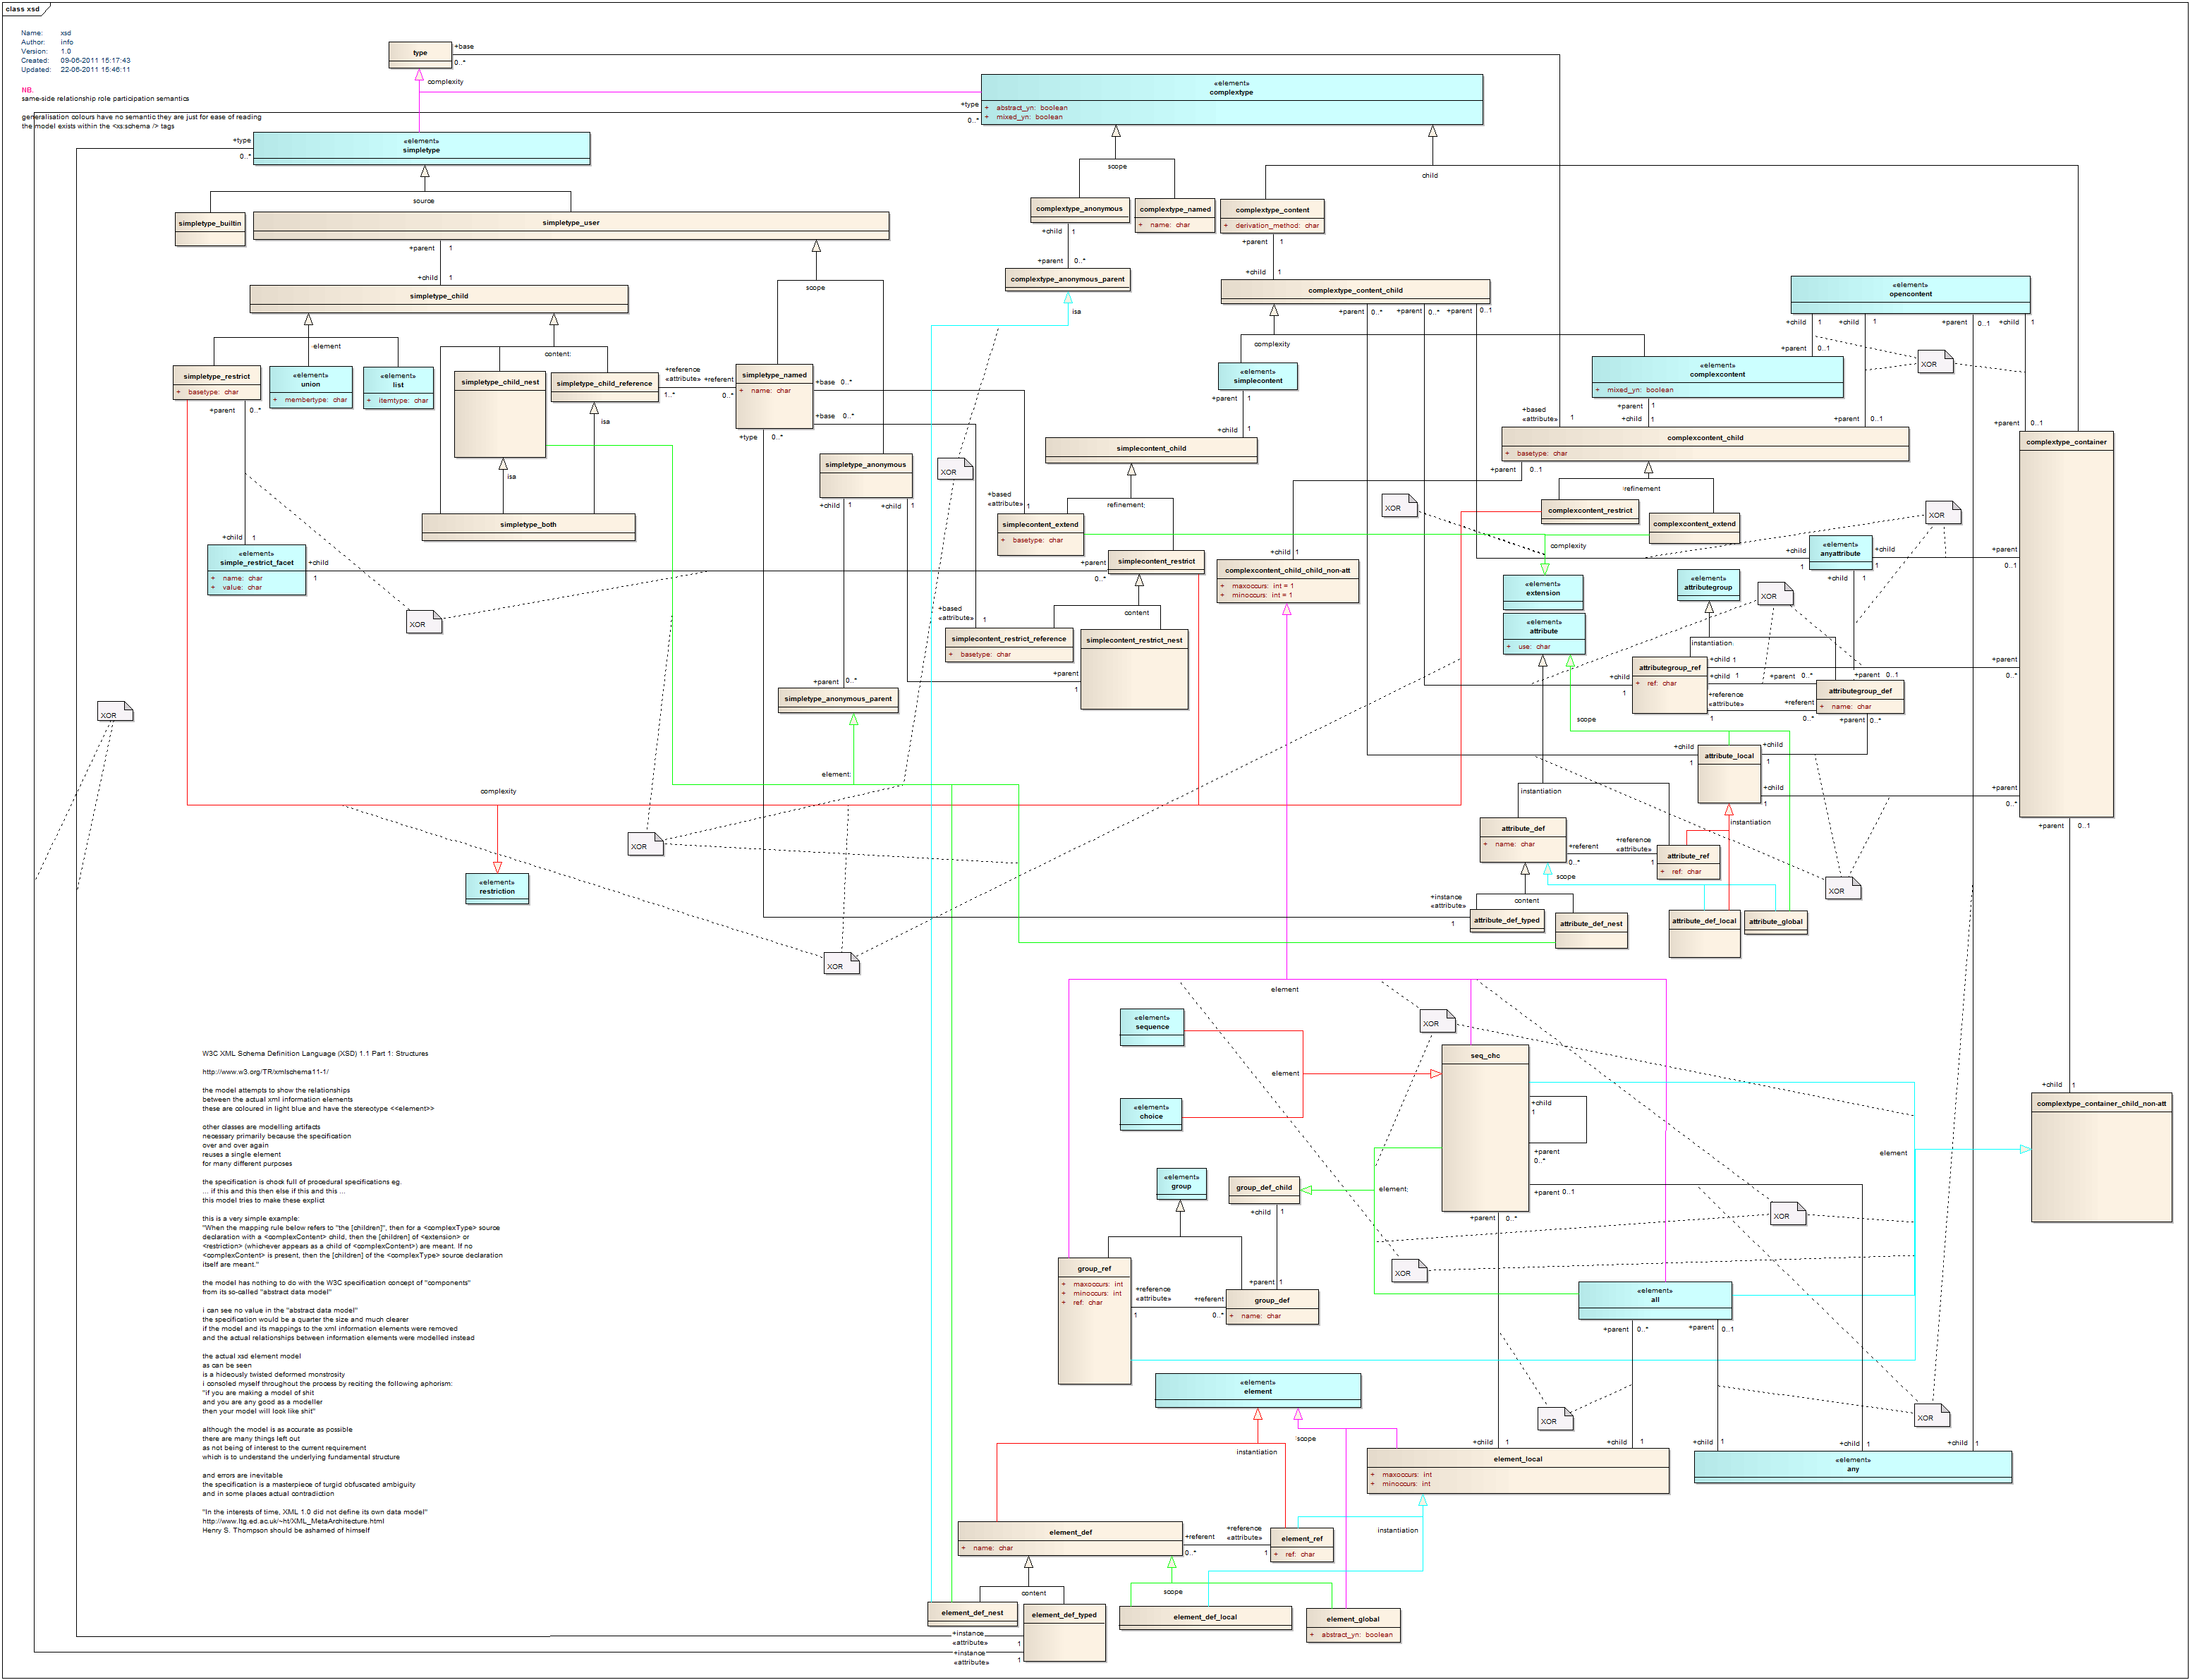 class xsd
Name: xsd
Author: info
Version: 1.0
Created: 09-06-2011 15:17:43
Updated: 22-06-2011 15:46:11
NB.
same-side relationship role participation semantics
generalisation colours have no semantic they are just for ease of reading
the model exists within the <xs:schema /> tags
type
+base
0..*
complexity
«element»
complextype
+ abstract_yn: boolean
+ mixed_yn: boolean
+type
0..*
+type
0..*
«element»
simpletype
source
simpletype_builtin
simpletype_user
scope
child
complextype_anonymous
complextype_named
+ name: char
complextype_content
+ derivation_method: char
+child 1
+parent 0..*
complextype_anonymous_parent
isa
+parent 1
+child 1
complextype_content_child
+parent 0..*
+parent 0..*
+parent 0..1
«element»
opencontent
+child 1
+child 1
+parent 0..1
+child 1
+parent 0..1
XOR
+parent 1
+child 1
simpletype_child
scope
element
content:
simpletype_restrict
+ basetype: char
«element»
union
+ membertype: char
«element»
list
+ itemtype: char
simpletype_child_nest
simpletype_child_reference
+reference
«attribute»
1..*
+referent
0..*
simpletype_named
+ name: char
+base 0..*
+base 0..*
+type 0..*
isa
isa
simpletype_both
complexity
«element»
simplecontent
+parent 1
+child 1
simplecontent_child
refinement;
«element»
complexcontent
+ mixed_yn: boolean
+parent 1
+child 1
+based
«attribute»
1
+parent 0..1
+parent 0..1
complexcontent_child
+ basetype: char
+parent 0..1
refinement
complexcontent_restrict
complexcontent_extend
complextype_container
simpletype_anonymous
+child 1
+child 1
XOR
+based
«attribute»
1
simplecontent_extend
+ basetype: char
simplecontent_restrict
+parent
0..*
content
+based
«attribute»
1
simplecontent_restrict_reference
+ basetype: char
simplecontent_restrict_nest
+parent
1
+parent 0..*
simpletype_anonymous_parent
element:
+parent 0..*
+child 1
«element»
simple_restrict_facet
+ name: char
+ value: char
+child
1
XOR
XOR
XOR
XOR
+child 1
complexcontent_child_child_non-att
+ maxoccurs: int = 1
+ minoccurs: int = 1
XOR
complexity
«element»
extension
«element»
attribute
+ use: char
scope
XOR
+child
1
«element»
anyattribute
+child
1
+child 1
+parent
0..1
«element»
attributegroup
XOR
instantiation:
attributegroup_ref
+ ref: char
+child
1
+child 1
+child 1
+parent 0..*
+parent 0..1
+reference
«attribute»
1
+referent
0..*
attributegroup_def
+ name: char
+parent 0..*
+parent
0..*
+child
1
attribute_local
+child
1
+child
1
+parent
0..*
+parent 0..1
instantiation
instantiation
attribute_def
+ name: char
+referent
0..*
+reference
«attribute»
1
attribute_ref
+ ref: char
scope
content
+instance
«attribute»
1
attribute_def_typed
attribute_def_nest
attribute_def_local
attribute_global
XOR
complexity
«element»
restriction
XOR
element
«element»
sequence
«element»
choice
element
XOR
seq_chc
+child
1
+parent
0..*
+parent 0..1
+parent 0..*
element
+child 1
complextype_container_child_non-att
«element»
group
group_def_child
+child 1
element;
XOR
XOR
group_ref
+ maxoccurs: int
+ minoccurs: int
+ ref: char
+reference
«attribute»
1
+parent 1
+referent
0..*
group_def
+ name: char
«element»
all
+parent 0..*
+parent 0..1
XOR
XOR
«element»
element
instantiation
scope
+child 1
+child 1
element_local
+ maxoccurs: int
+ minoccurs: int
+child 1
+child 1
+child 1
«element»
any
instantiation
element_def
+ name: char
+referent
0..*
+reference
«attribute»
1
element_ref
+ ref: char
content
scope
element_def_nest
element_def_typed
+instance
«attribute»
1
+instance
«attribute»
1
element_def_local
element_global
+ abstract_yn: boolean
W3C XML Schema Definition Language (XSD) 1.1 Part 1: Structures
http://www.w3.org/TR/xmlschema11-1/
the model attempts to show the relationships
between the actual xml information elements
these are coloured in light blue and have the stereotype <<element>>
other classes are modelling artifacts
necessary primarily because the specification
over and over again
reuses a single element
for many different purposes
the specification is chock full of procedural specifications eg.
... if this and this then else if this and this ...
this model tries to make these explict
this is a very simple example:
"When the mapping rule below refers to "the [children]", then for a <complexType> source
declaration with a <complexContent> child, then the [children] of <extension> or
<restriction> (whichever appears as a child of <complexContent>) are meant. If no
<complexContent> is present, then the [children] of the <complexType> source declaration
itself are meant."
the model has nothing to do with the W3C specification concept of "components"
from its so-called "abstract data model"
i can see no value in the "abstract data model"
the specification would be a quarter the size and much clearer
if the model and its mappings to the xml information elements were removed
and the actual relationships between information elements were modelled instead
the actual xsd element model
as can be seen
is a hideously twisted deformed monstrosity
i consoled myself throughout the process by reciting the following aphorism:
"if you are making a model of shit
and you are any good as a modeller
then your model will look like shit"
although the model is as accurate as possible
there are many things left out
as not being of interest to the current requirement
which is to understand the underlying fundamental structure
and errors are inevitable
the specification is a masterpiece of turgid obfuscated ambiguity
and in some places actual contradiction
"In the interests of time, XML 1.0 did not define its own data model"
http://www.ltg.ed.ac.uk/~ht/XML_MetaArchitecture.html
Henry S. Thompson should be ashamed of himself